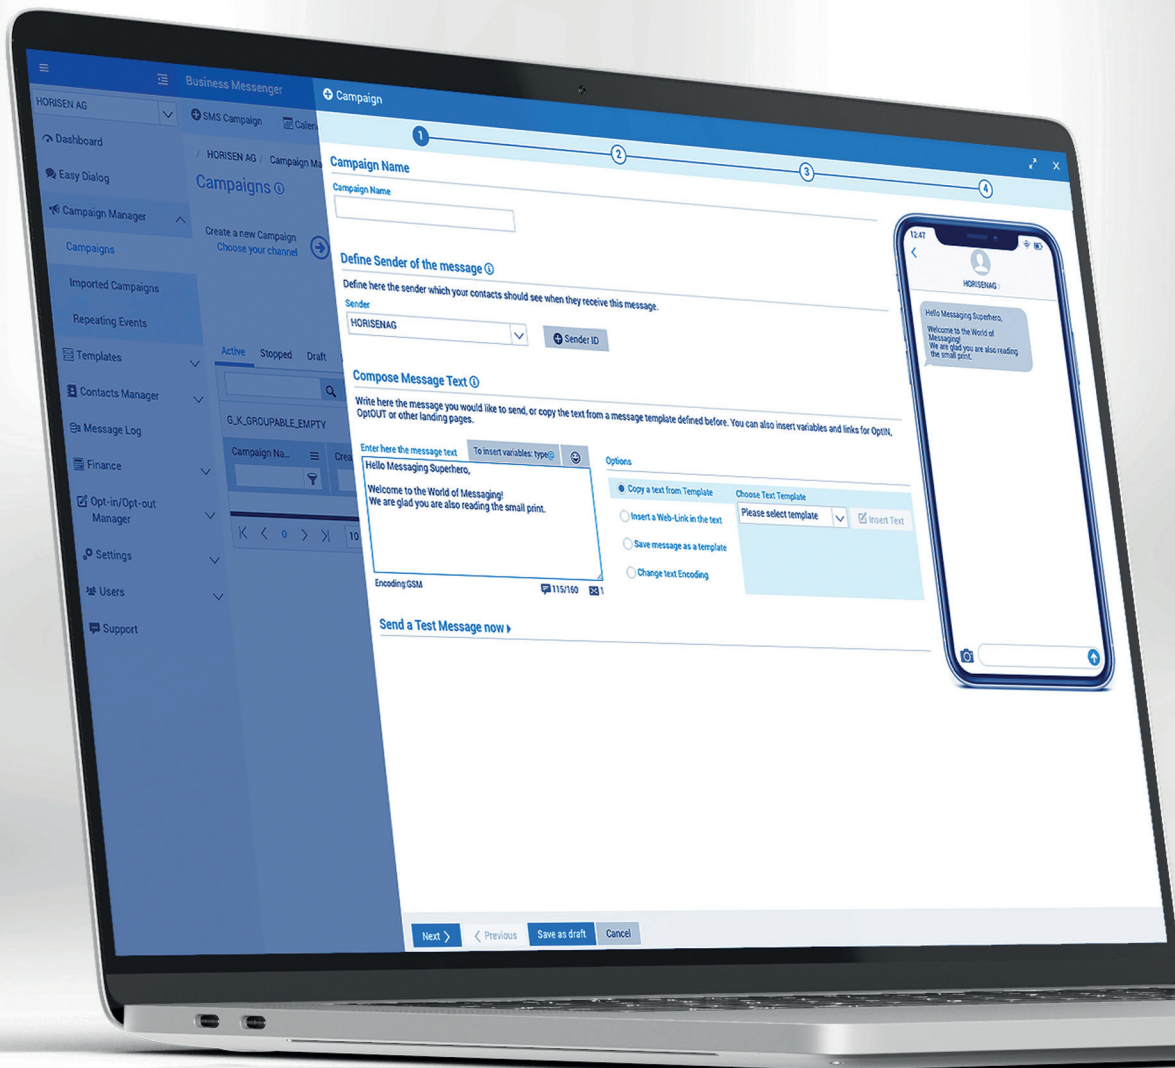 Business Messenger
HORISEN AG
Dashboard
Easy Dialog
Campaign Manager
Campaigns
Imported Campaigns
Repeating Events
Templates
Contacts Manager
Message Log
Finance
Opt-in/Opt-out
Manager
Settings
Users
Support
SMS Campaign
/ HORISEN AG / Campaign Ma
Campaigns
Create a new Campaign
Choose your channel
Active Stopped Draft
G_K_GROUPABLE_EMPTY
Campaign Na...
0 10
Campaign
1 2 3 4
Campaign Name
Campaign Name
Define Sender of the message
Define here the sender which your contacts should see when they receive this message.
Sender
HORISENAG
Sender ID
Compose Message Text
Write here the message you would like to send, or copy the text from a message template defined before. You can also insert variables and links for OptIN,
OptOUT or other landing pages.
Enter here the message text
To insert variables: type@
Hello Messaging Superhero,
Welcome to the World of Messaging!
We are glad you are also reading the small print.
Encoding:GSM
115/160 1
Options
Copy a text from Template
Insert a Web-Link in the text
Save message as a template
Change text Encoding
Choose Text Template
Please select template
Insert Text
Send a Test Message now
Next
Previous
Save as draft
Cancel
12:47
HORISENAG
Hello Messaging Superhero,
Welcome to the World of
Messaging!
We are glad you are also reading
the small print.